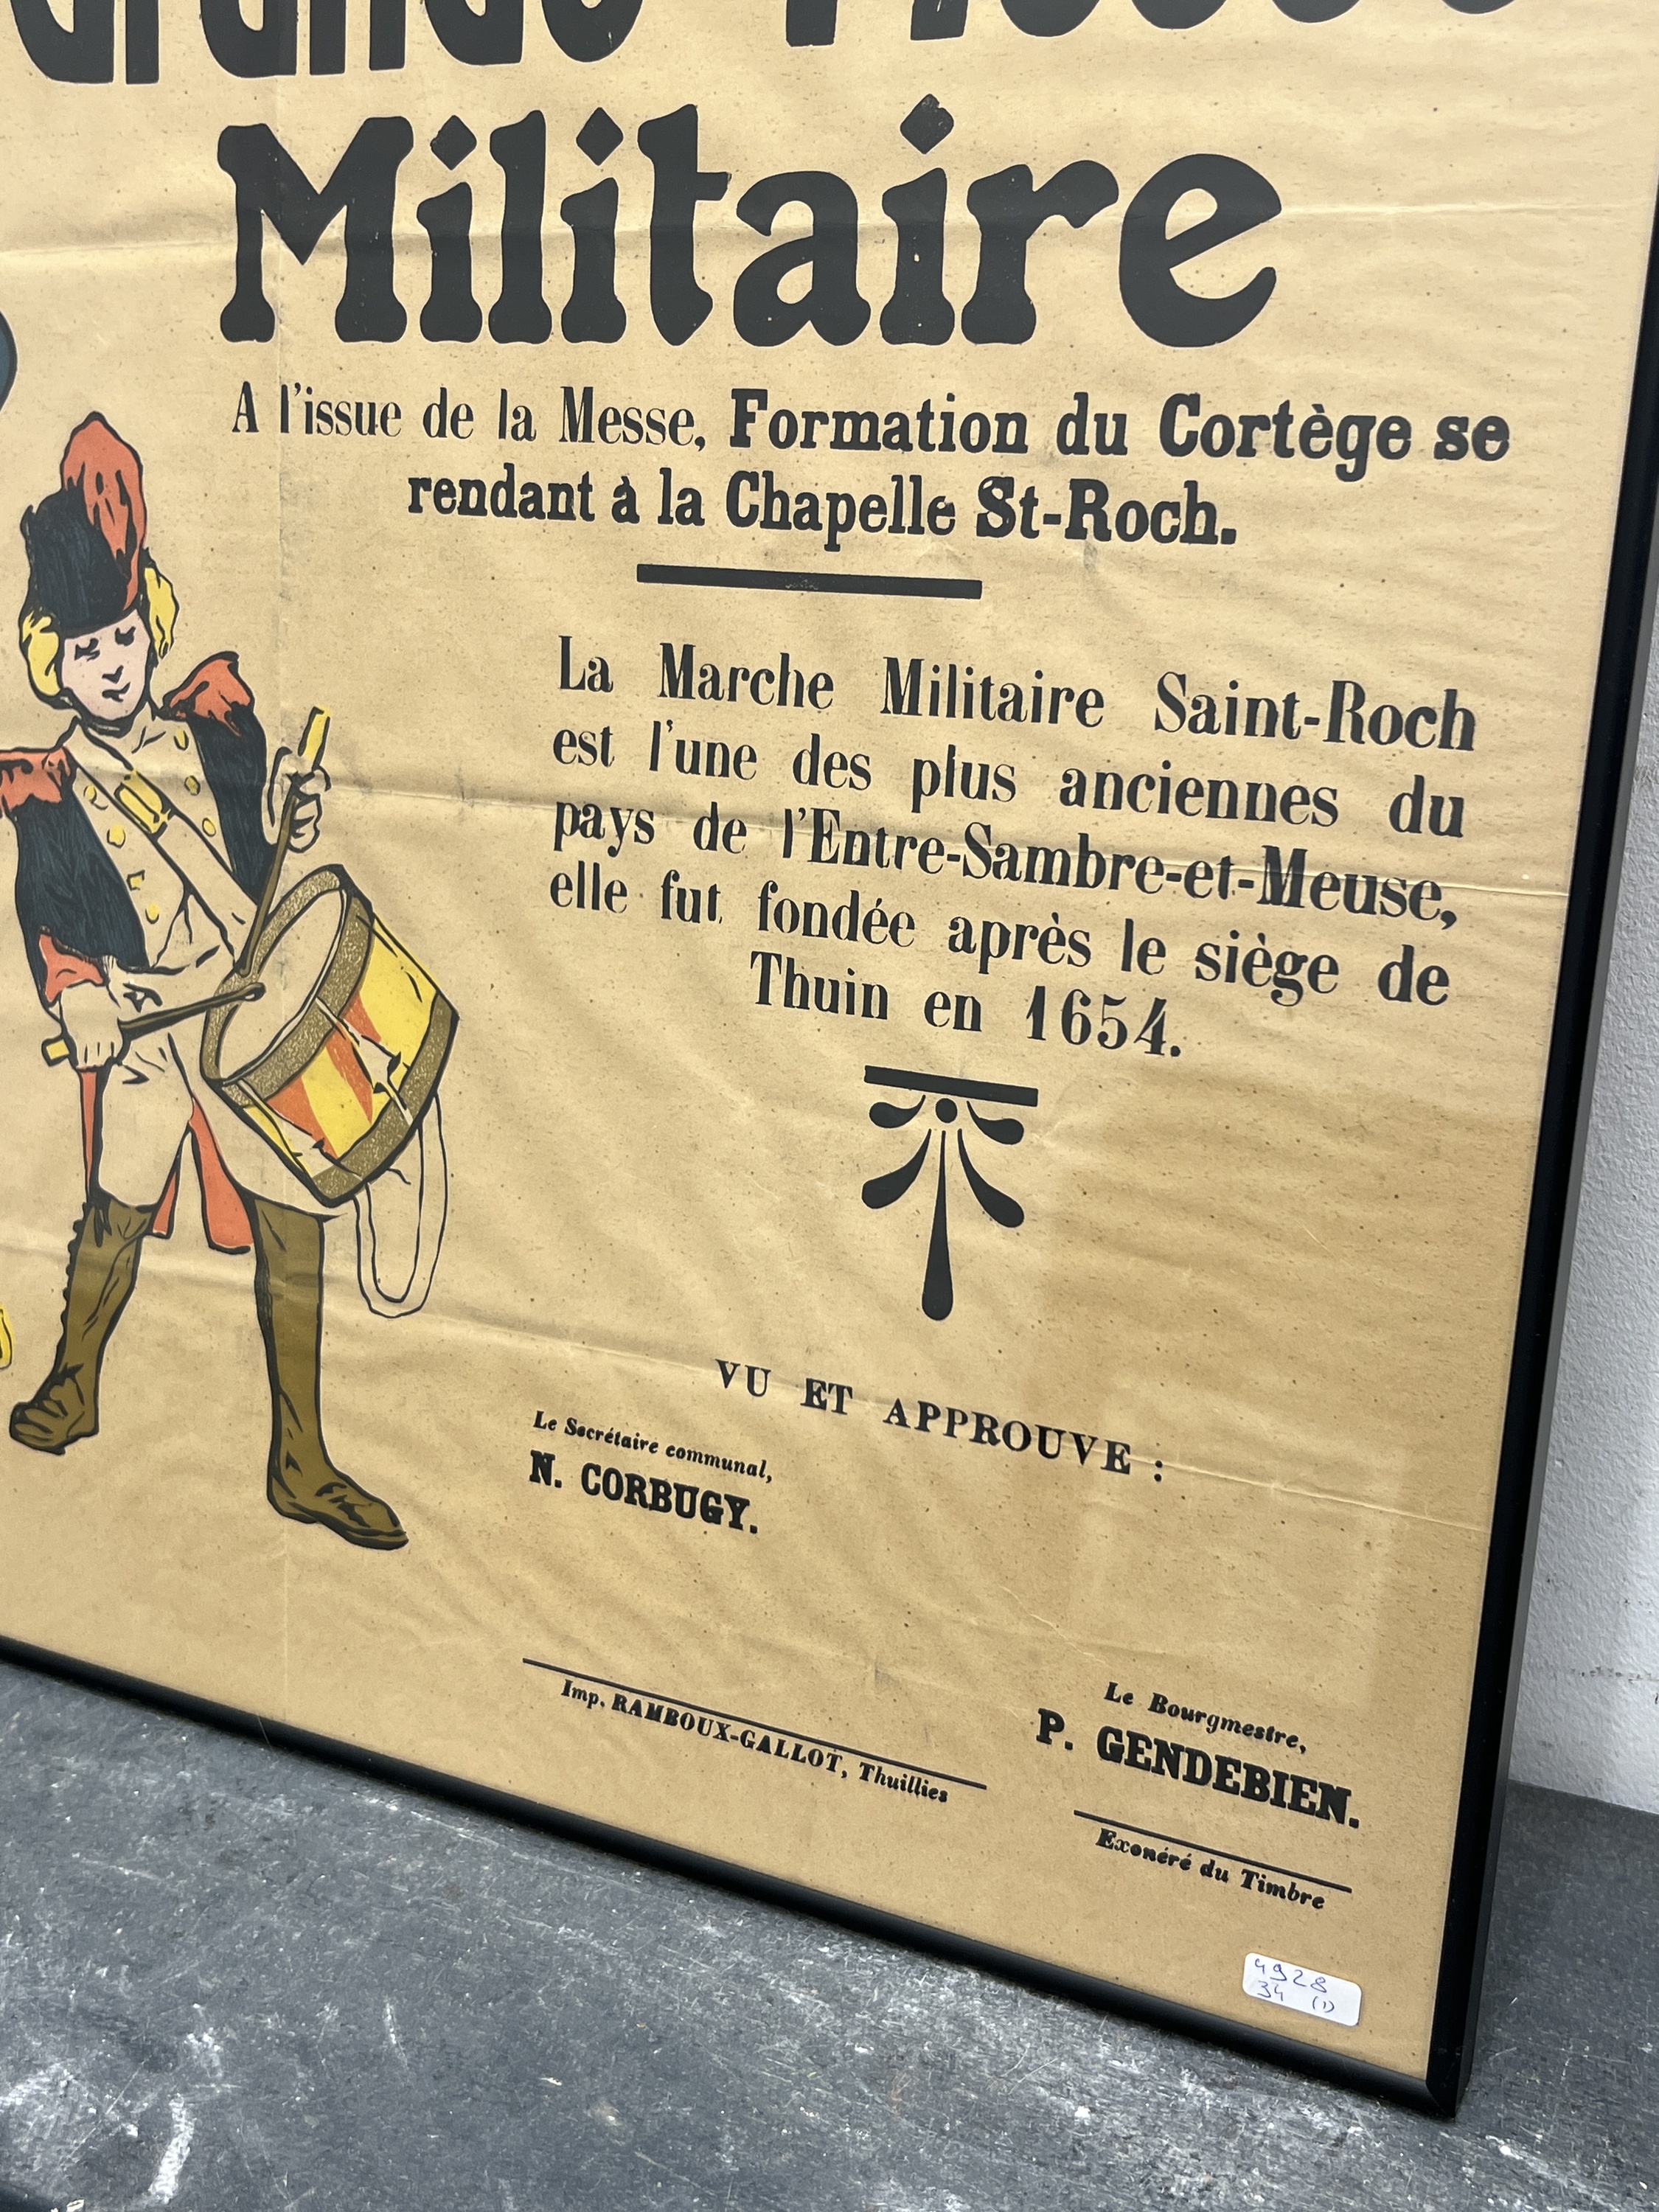 Grande Messe
Militaire
A l'issue de la Messe, Formation du Cortège se
rendant à la Chapelle St-Roch.
La Marche Militaire Saint-Roch
est l'une des plus anciennes du
pays de l'Entre-Sambre-et-Meuse,
elle fut fondée après le siège de
Thuin en 1654.
VU ET APPROUVE :
Le Secrétaire communal,
N. CORBUGY.
Le Bourgmestre,
P. GENDEBIEN.
Imp. RAMBOUX-GALLOT, Thuillies
Exonéré du Timbre
4928
34 (1)